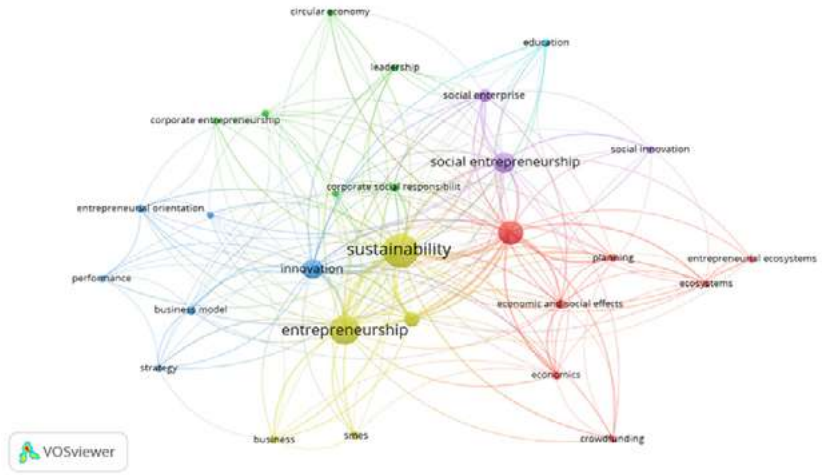 circular economy
education
leadership
social enterprise
corporate entrepreneurship
social innovation
social entrepreneurship
corporate social responsibilit
entrepreneurial orientation
sustainability
planning
entrepreneurial ecosystems
innovation
performance
ecosystems
economic and social effects
business model
entrepreneurship
strategy
economics
business
smes
crowdfunding
VOSviewer